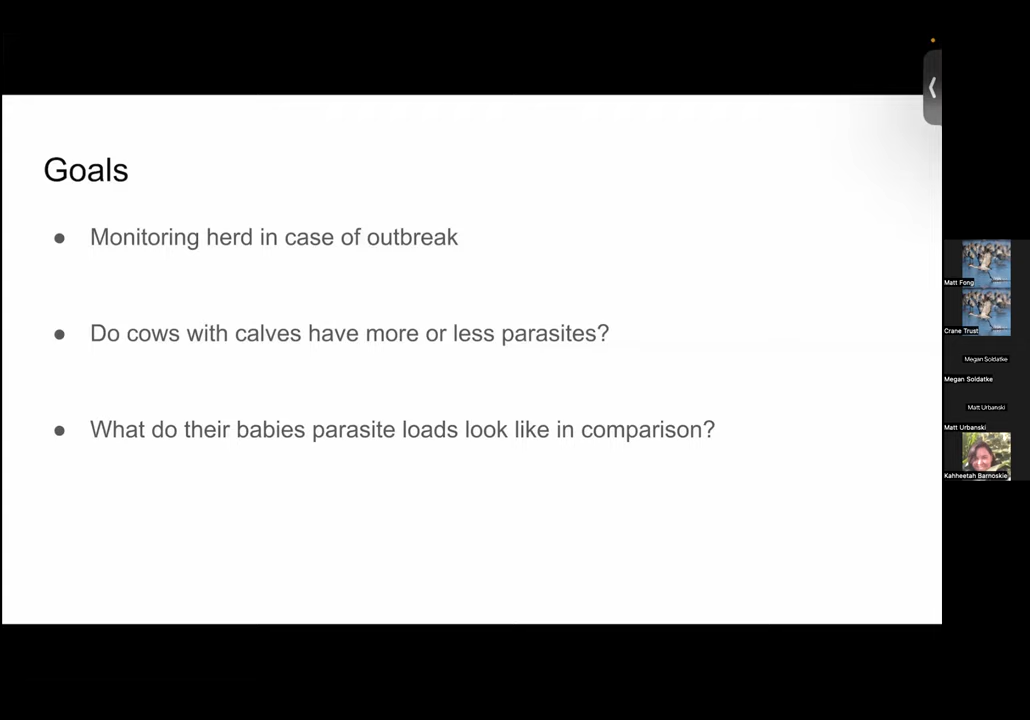 Goals
● Monitoring herd in case of outbreak
● Do cows with calves have more or less parasites?
● What do their babies parasite loads look like in comparison?
Matt Fong
Crane Trust
Megan Soldatke
Megan Soldatke
Matt Urbanski
Matt Urbanski
Kahheetah Barnoskie